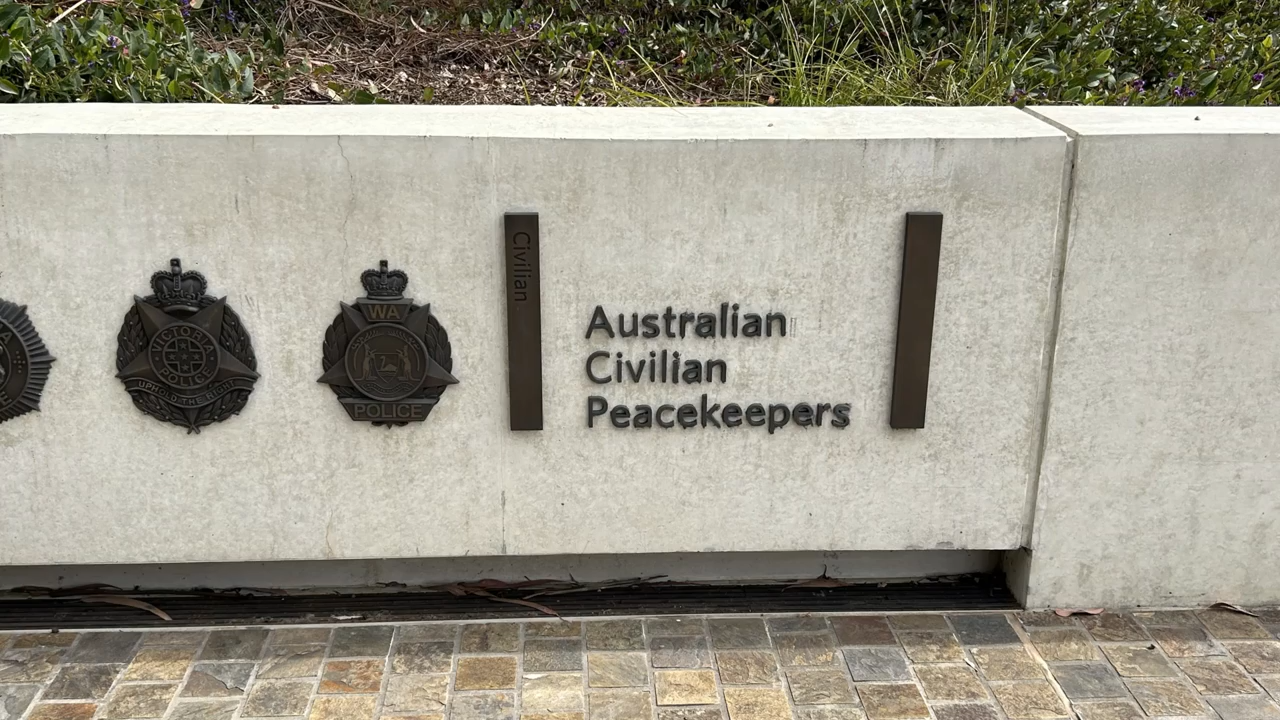 VICTORIA
POLICE
UPHOLD THE RIGHT
WA
POLICE
Civilian
Australian
Civilian
Peacekeepers